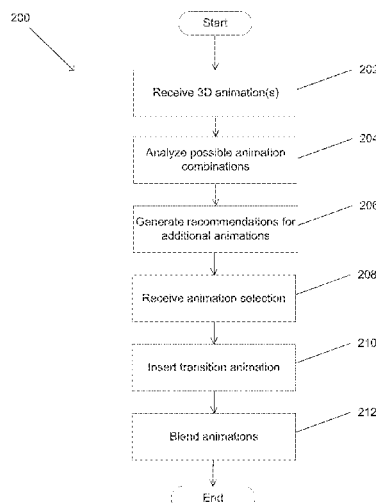 200
Start
202
Receive 3D animation(s)
204
Analyze possible animation
combinations
206
Generate recommendations for
additional animations
208
Receive animation selection
210
Insert transition animation
212
Blend animations
End